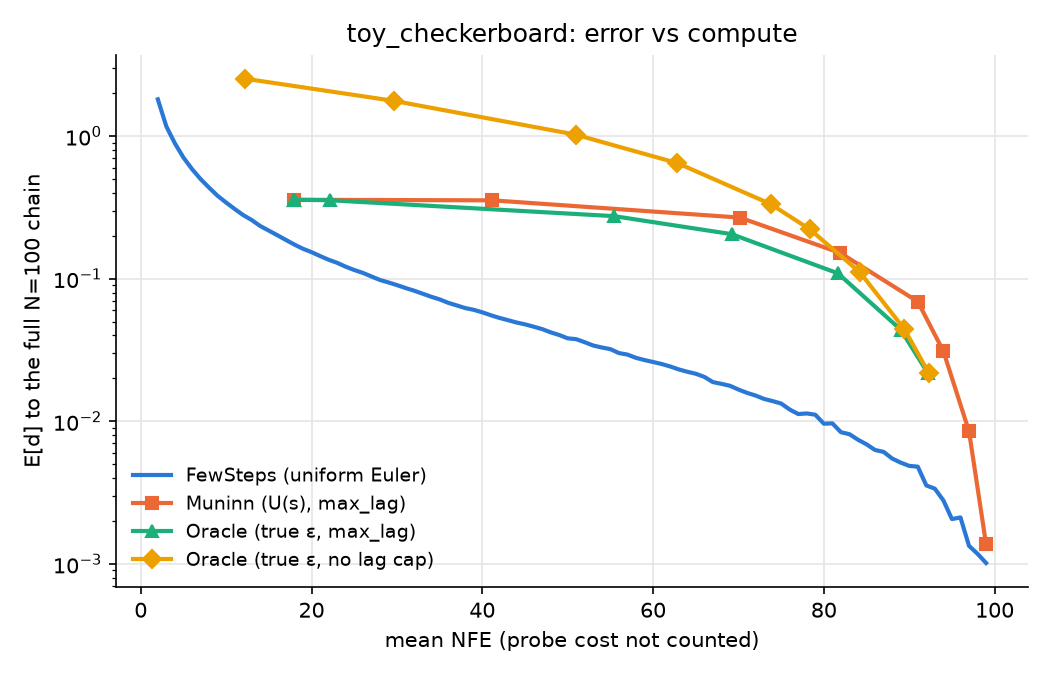 toy_checkerboard: error vs compute
E[d] to the full N=100 chain
10⁰
10⁻¹
10⁻²
10⁻³
FewSteps (uniform Euler)
Muninn (U(s), max_lag)
Oracle (true ε, max_lag)
Oracle (true ε, no lag cap)
0 20 40 60 80 100
mean NFE (probe cost not counted)